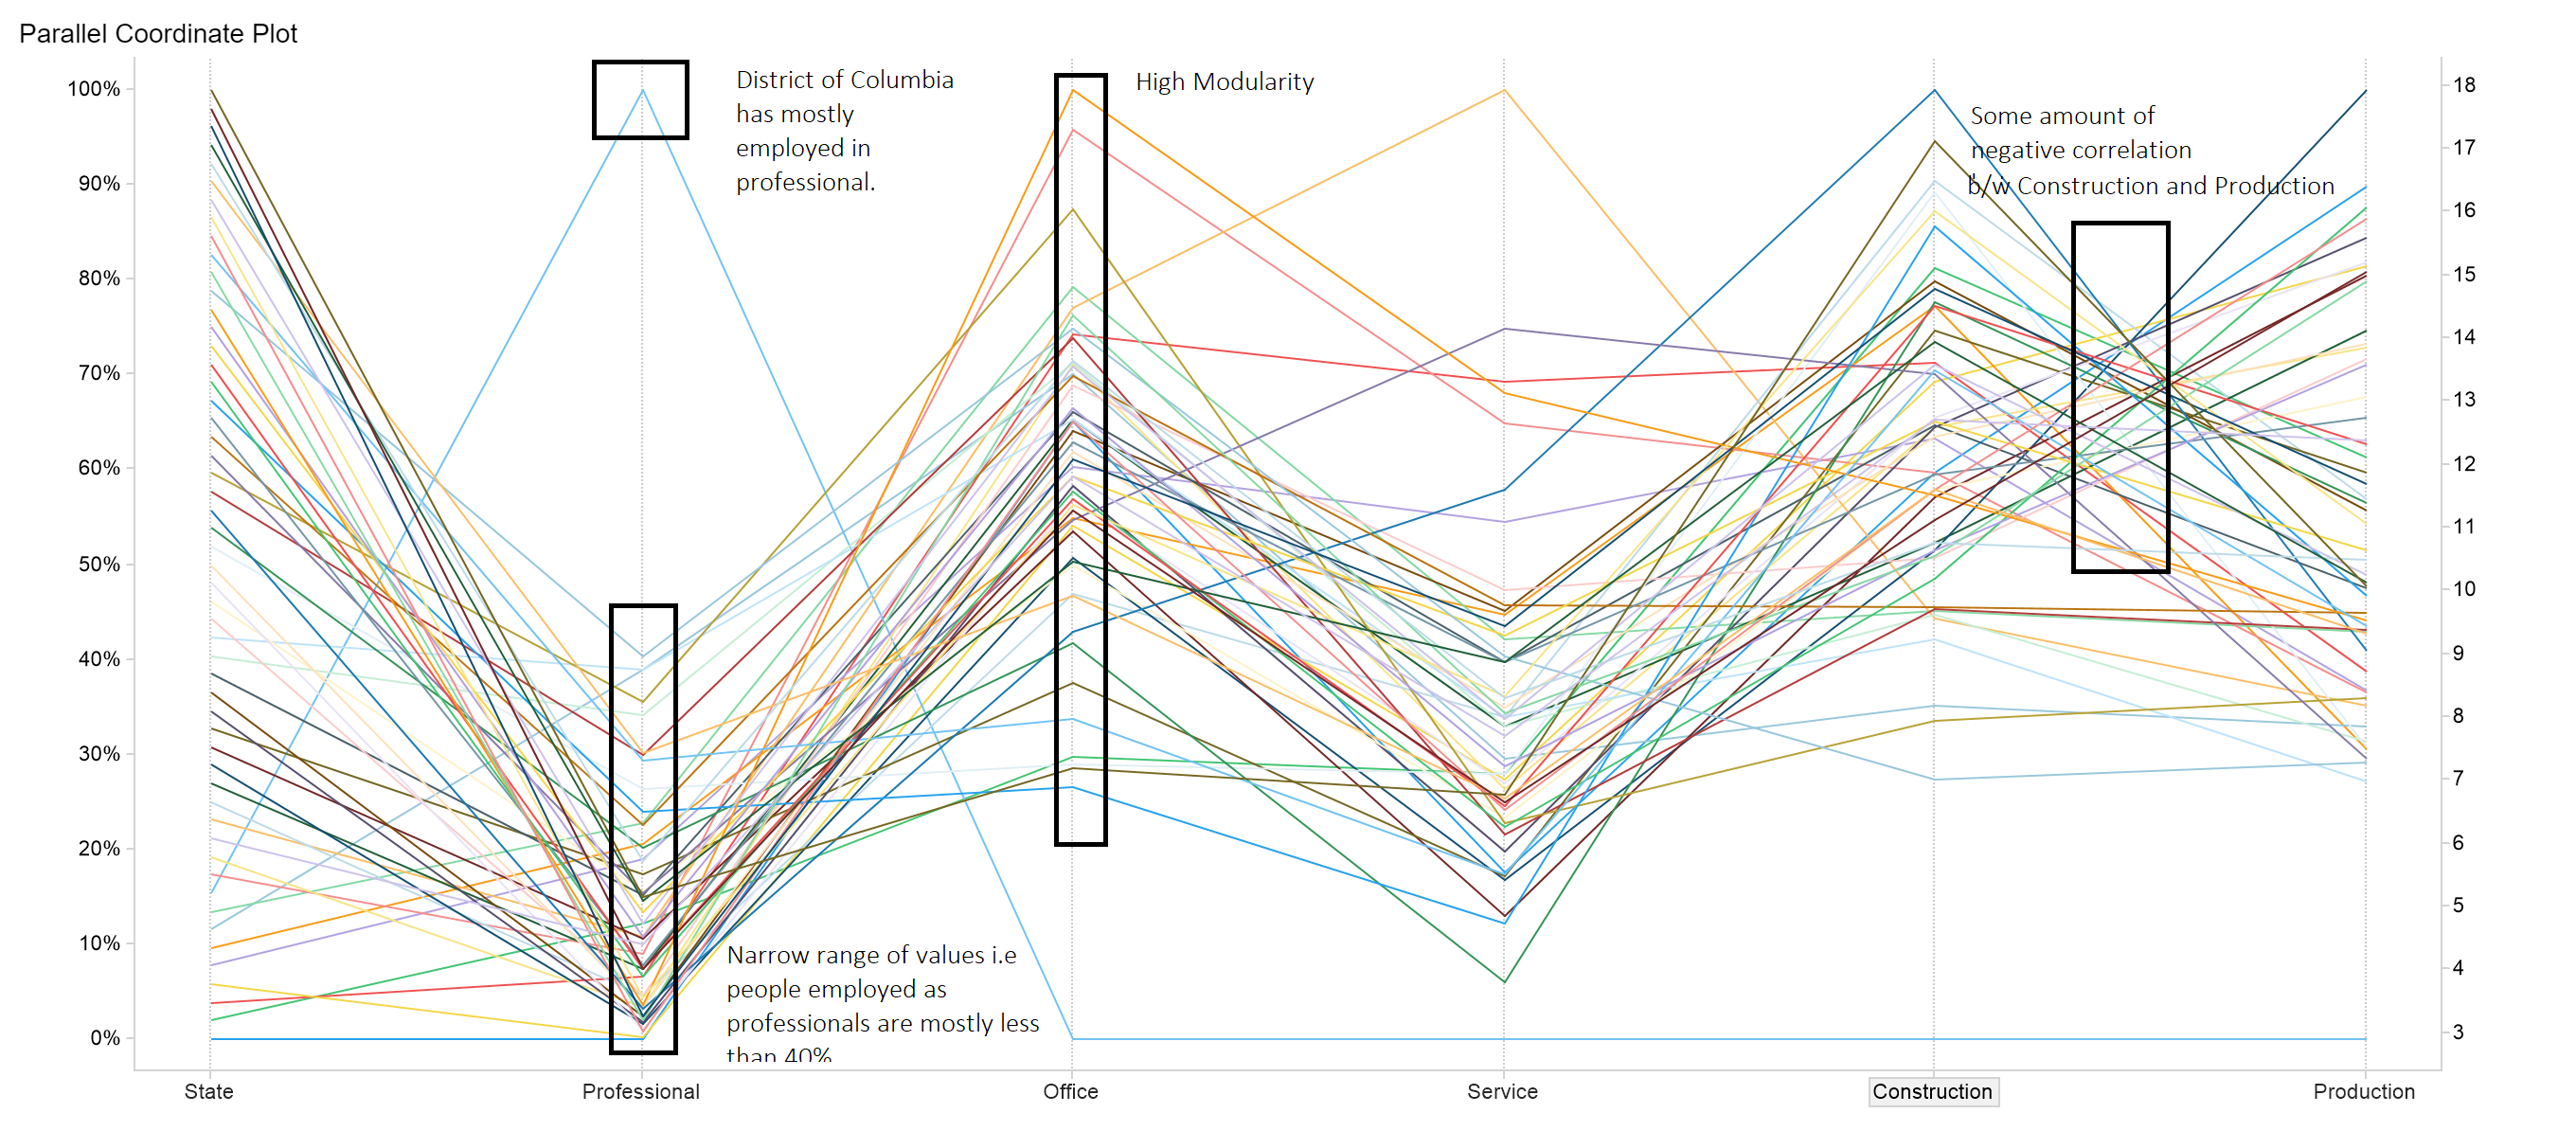 Parallel Coordinate Plot
100%
90%
80%
70%
60%
50%
40%
30%
20%
10%
0%
District of Columbia
has mostly
employed in
professional.
High Modularity
Some amount of
negative correlation
b/w Construction and Production
Narrow range of values i.e
people employed as
professionals are mostly less
than 40%
18
17
16
15
14
13
12
11
10
9
8
7
6
5
4
3
State
Professional
Office
Service
Construction
Production